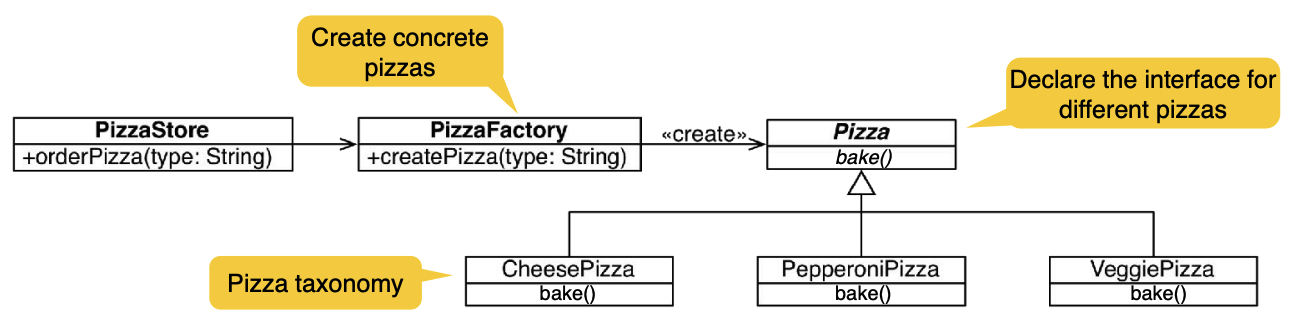 Create concrete
pizzas
Declare the interface for
different pizzas
PizzaStore
+orderPizza(type: String)
PizzaFactory
+createPizza(type: String)
«create»
Pizza
bake()
Pizza taxonomy
CheesePizza
bake()
PepperoniPizza
bake()
VeggiePizza
bake()